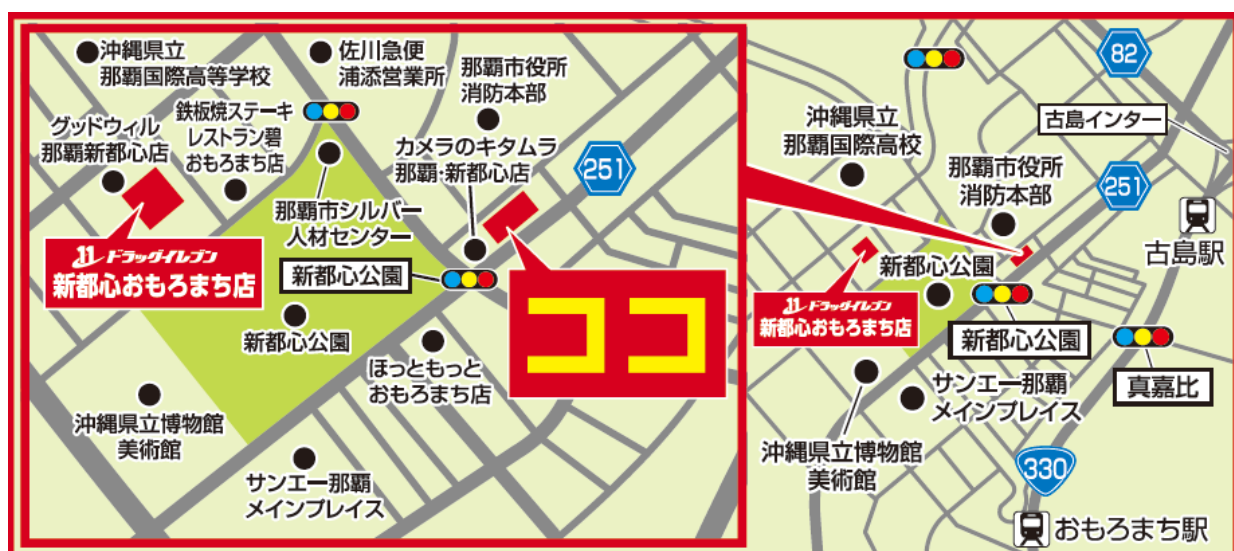 沖縄県立
那覇国際高等学校
佐川急便
浦添営業所
那覇市役所
消防本部
グッドウィル
那覇新都心店
鉄板焼ステーキ
レストラン碧
おもろまち店
カメラのキタムラ
那覇・新都心店
251
那覇市シルバー
人材センター
11 ドラッグイレブン
新都心おもろまち店
新都心公園
新都心公園
ココ
ほっともっと
おもろまち店
沖縄県立博物館
美術館
サンエー那覇
メインプレイス
82
古島インター
沖縄県立
那覇国際高校
那覇市役所
消防本部
251
古島駅
新都心公園
11 ドラッグイレブン
新都心おもろまち店
新都心公園
真嘉比
サンエー那覇
メインプレイス
沖縄県立博物館
美術館
330
おもろまち駅